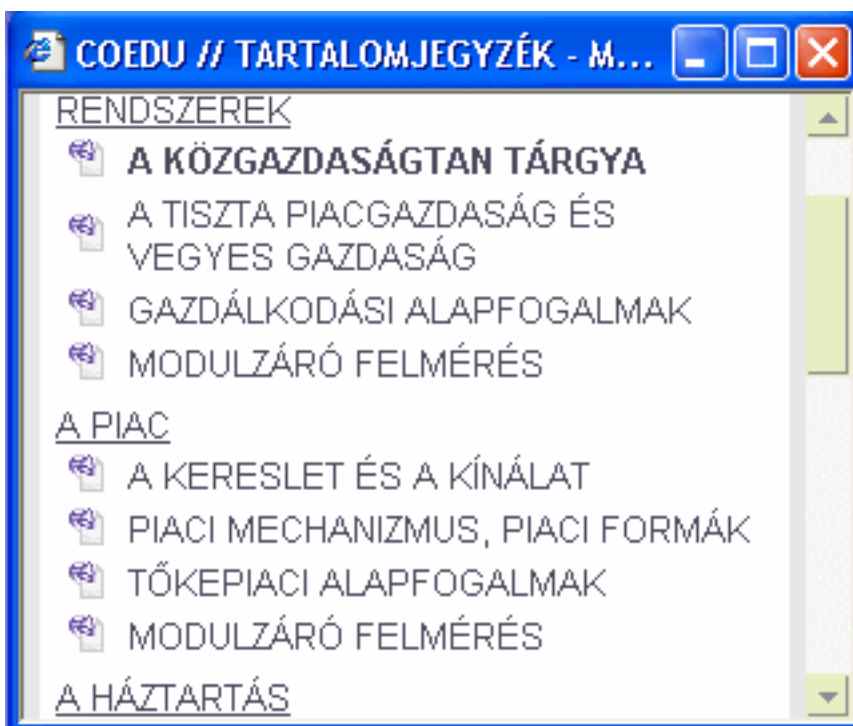 COEDU // TARTALOMJEGYZÉK - M...
RENDSZEREK
A KÖZGAZDASÁGTAN TÁRGYA
A TISZTA PIACGAZDASÁG ÉS
VEGYES GAZDASÁG
GAZDÁLKODÁSI ALAPFOGALMAK
MODULZÁRÓ FELMÉRÉS
A PIAC
A KERESLET ÉS A KÍNÁLAT
PIACI MECHANIZMUS, PIACI FORMÁK
TŐKEPIACI ALAPFOGALMAK
MODULZÁRÓ FELMÉRÉS
A HÁZTARTÁS